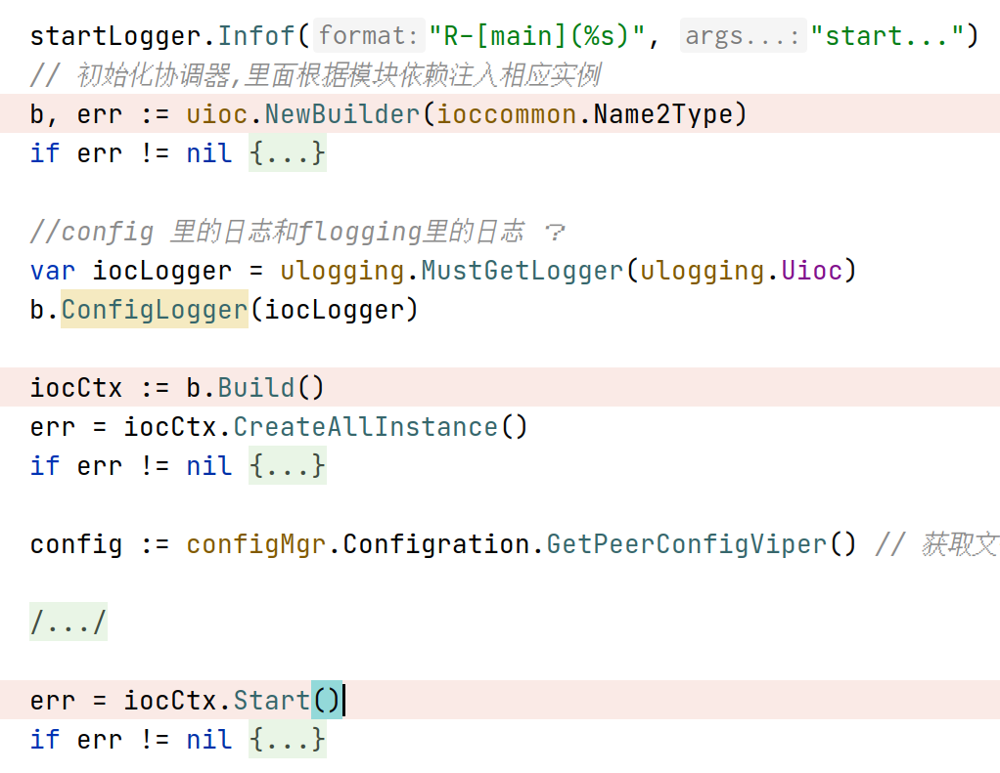 startLogger.Infof(format: "R-[main](%s)", args...: "start...")
// 初始化协调器,里面根据模块依赖注入相应实例
b, err := uioc.NewBuilder(ioccommon.Name2Type)
if err != nil {...}
//config 里的日志和flogging里的日志 ？
var iocLogger = ulogging.MustGetLogger(ulogging.Uioc)
b.ConfigLogger(iocLogger)
iocCtx := b.Build()
err = iocCtx.CreateAllInstance()
if err != nil {...}
config := configMgr.Configration.GetPeerConfigViper() // 获取文
/.../
err = iocCtx.Start()
if err != nil {...}